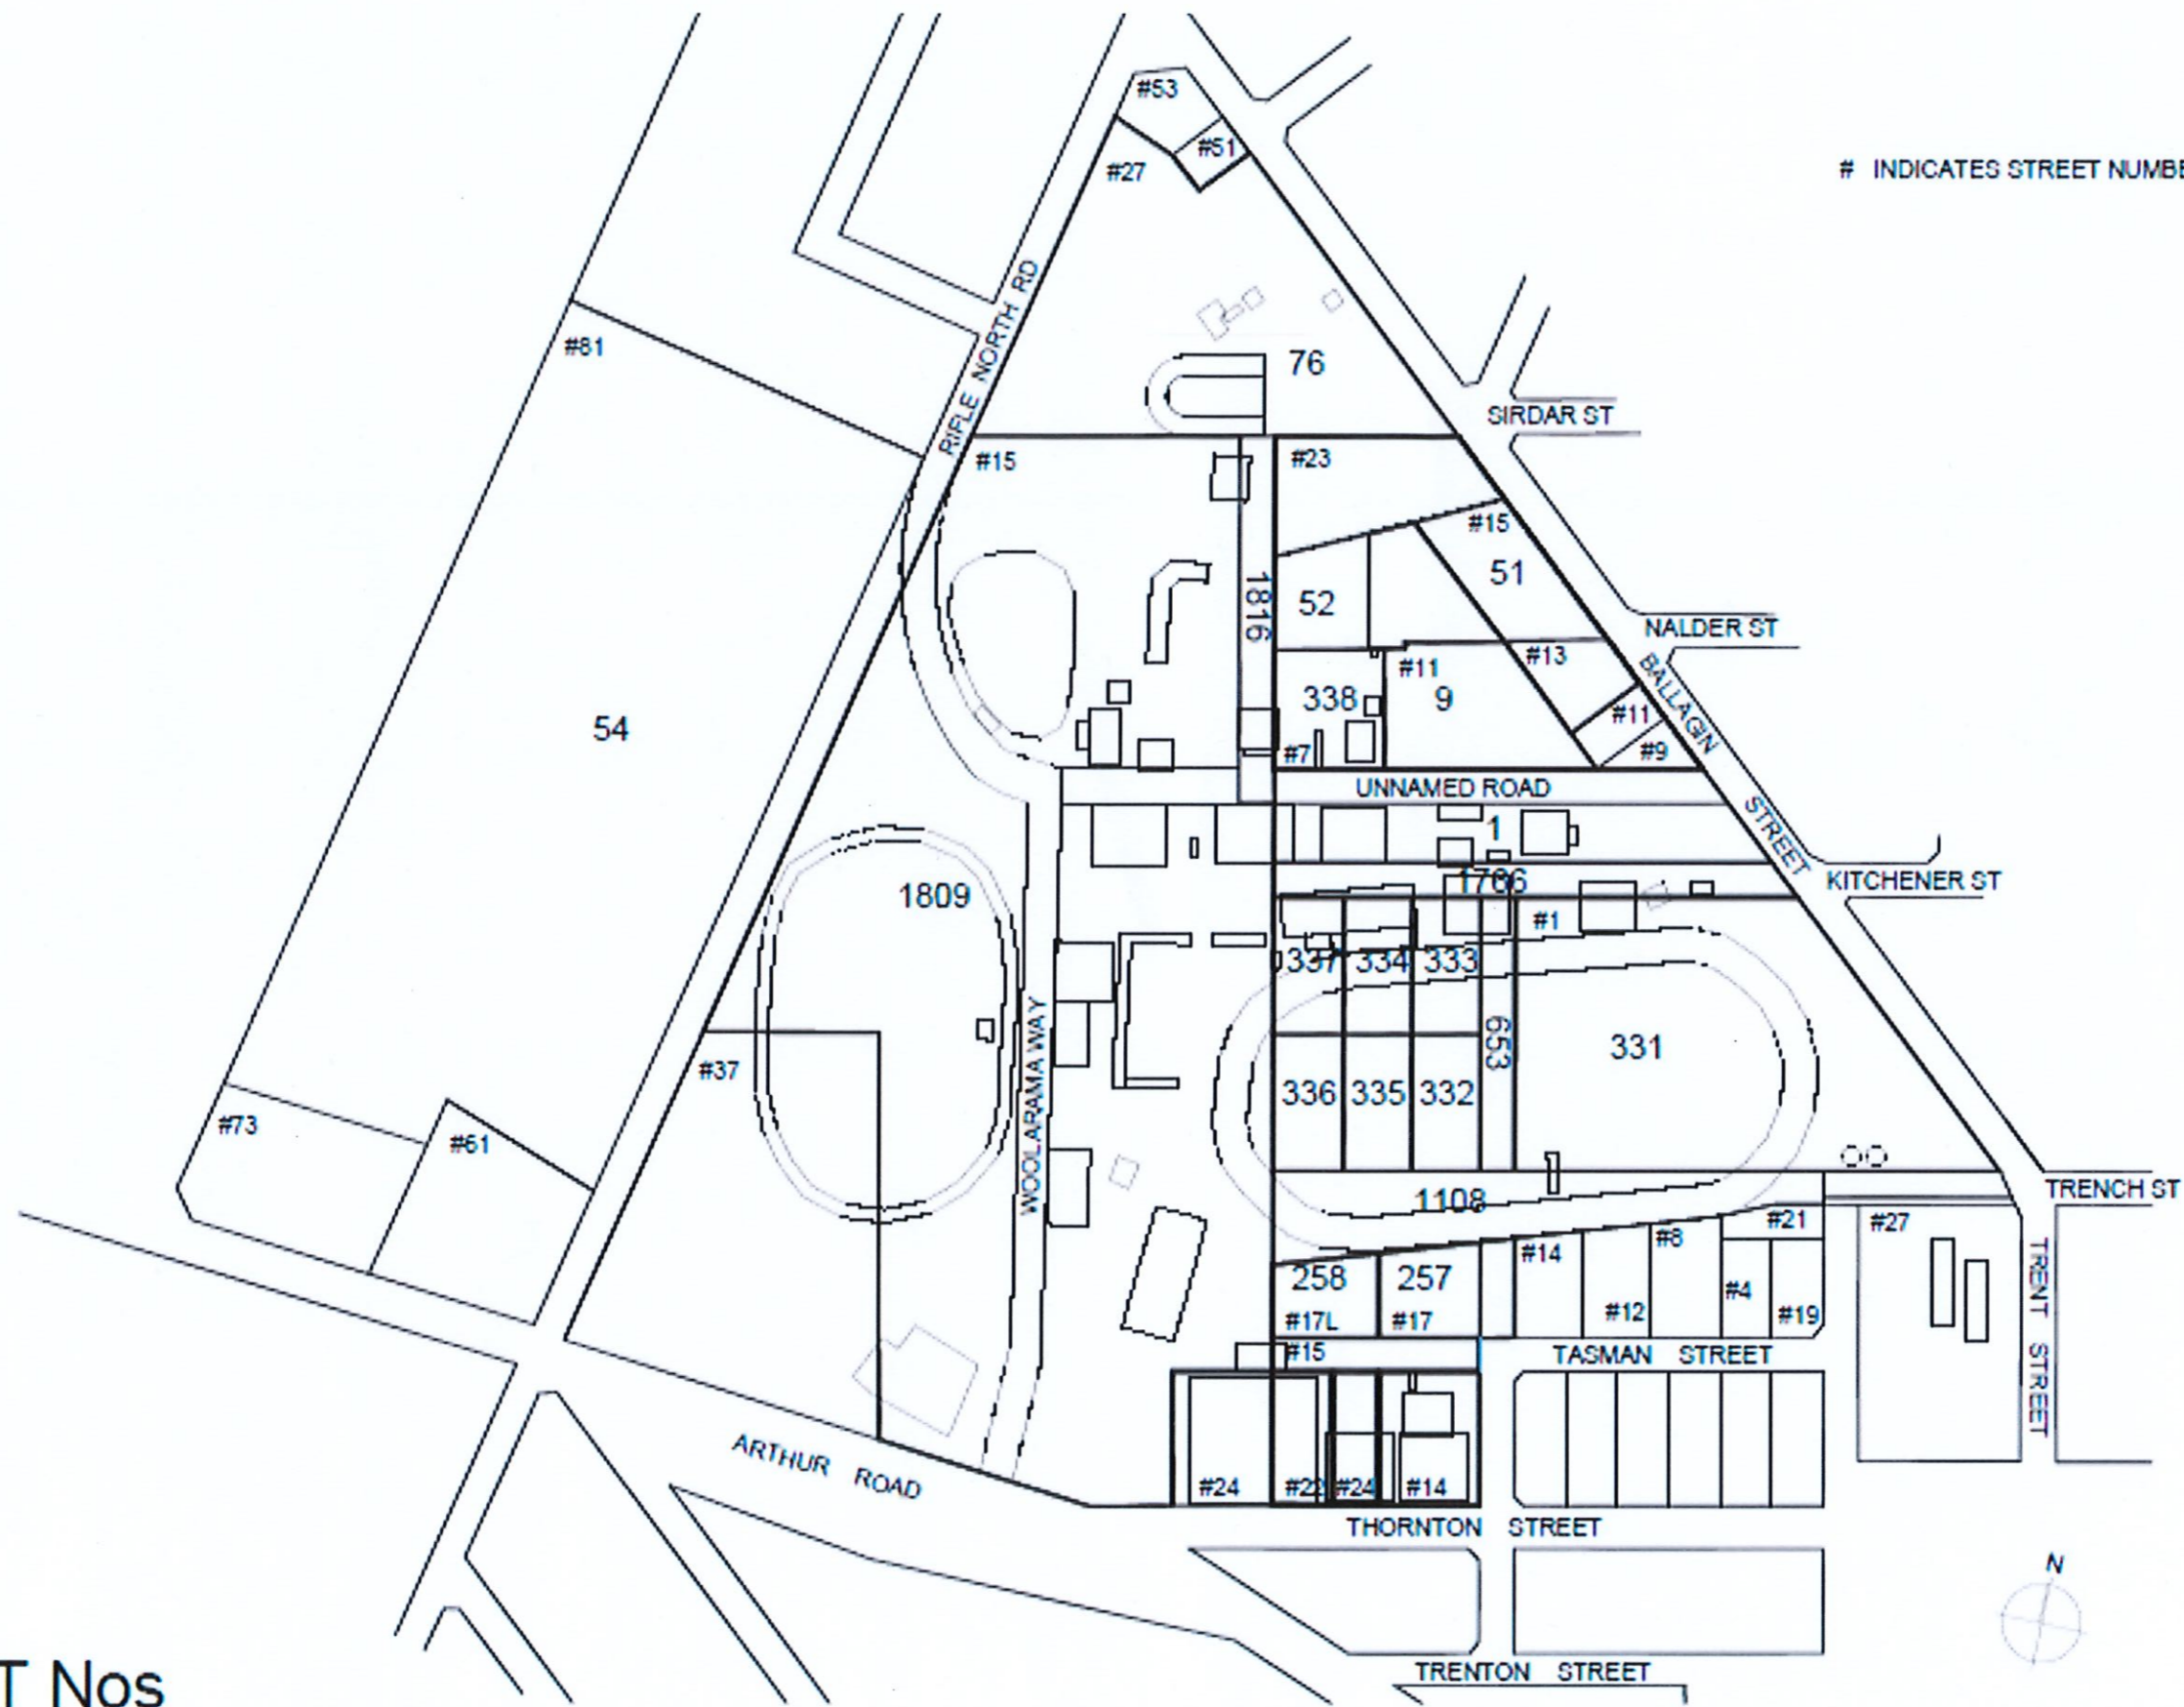 #53
#51
#27
# INDICATES STREET NUMBE
RIFLE NORTH RD
#81
76
SIRDAR ST
#15
#23
#15
51
1816
52
NALDER ST
#13
#11
338
9
BALLAGIN STREET
#11
#9
54
#7
UNNAMED ROAD
1
1766
KITCHENER ST
1809
#1
337
334
333
653
331
WOOLARAMA WAY
#37
336
335
332
#73
#61
1108
TRENCH ST
#21
#27
#14
#8
258
257
#4
TRENT STREET
#17L
#17
#12
#19
#15
TASMAN STREET
ARTHUR ROAD
#24
#22
#24
#14
THORNTON STREET
N
TRENTON STREET
T Nos